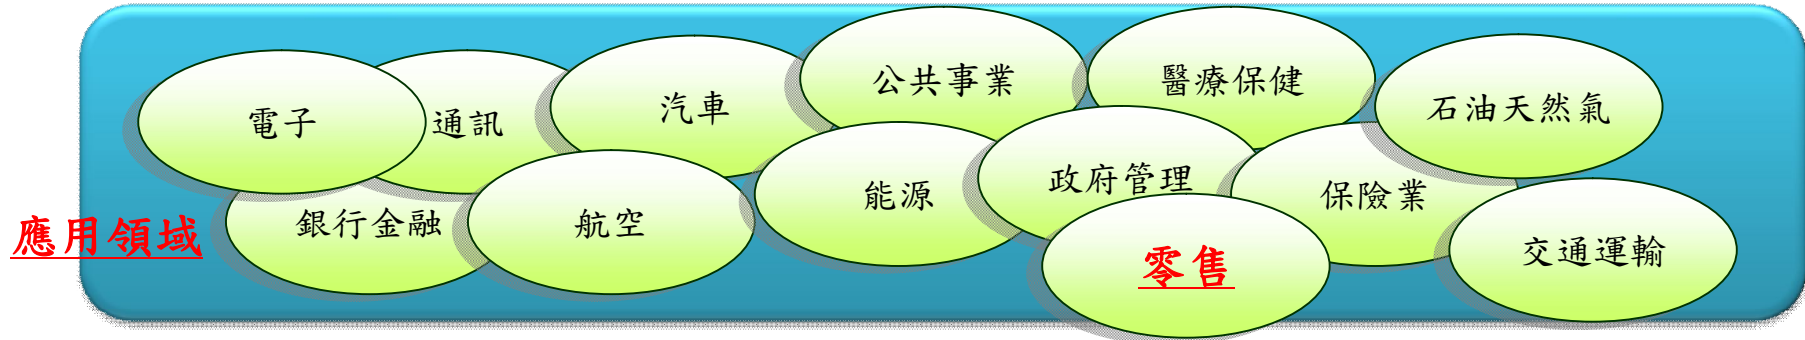 公共事業
醫療保健
汽車
石油天然氣
電子
通訊
政府管理
能源
保險業
銀行金融
航空
應用領域
交通運輸
零售